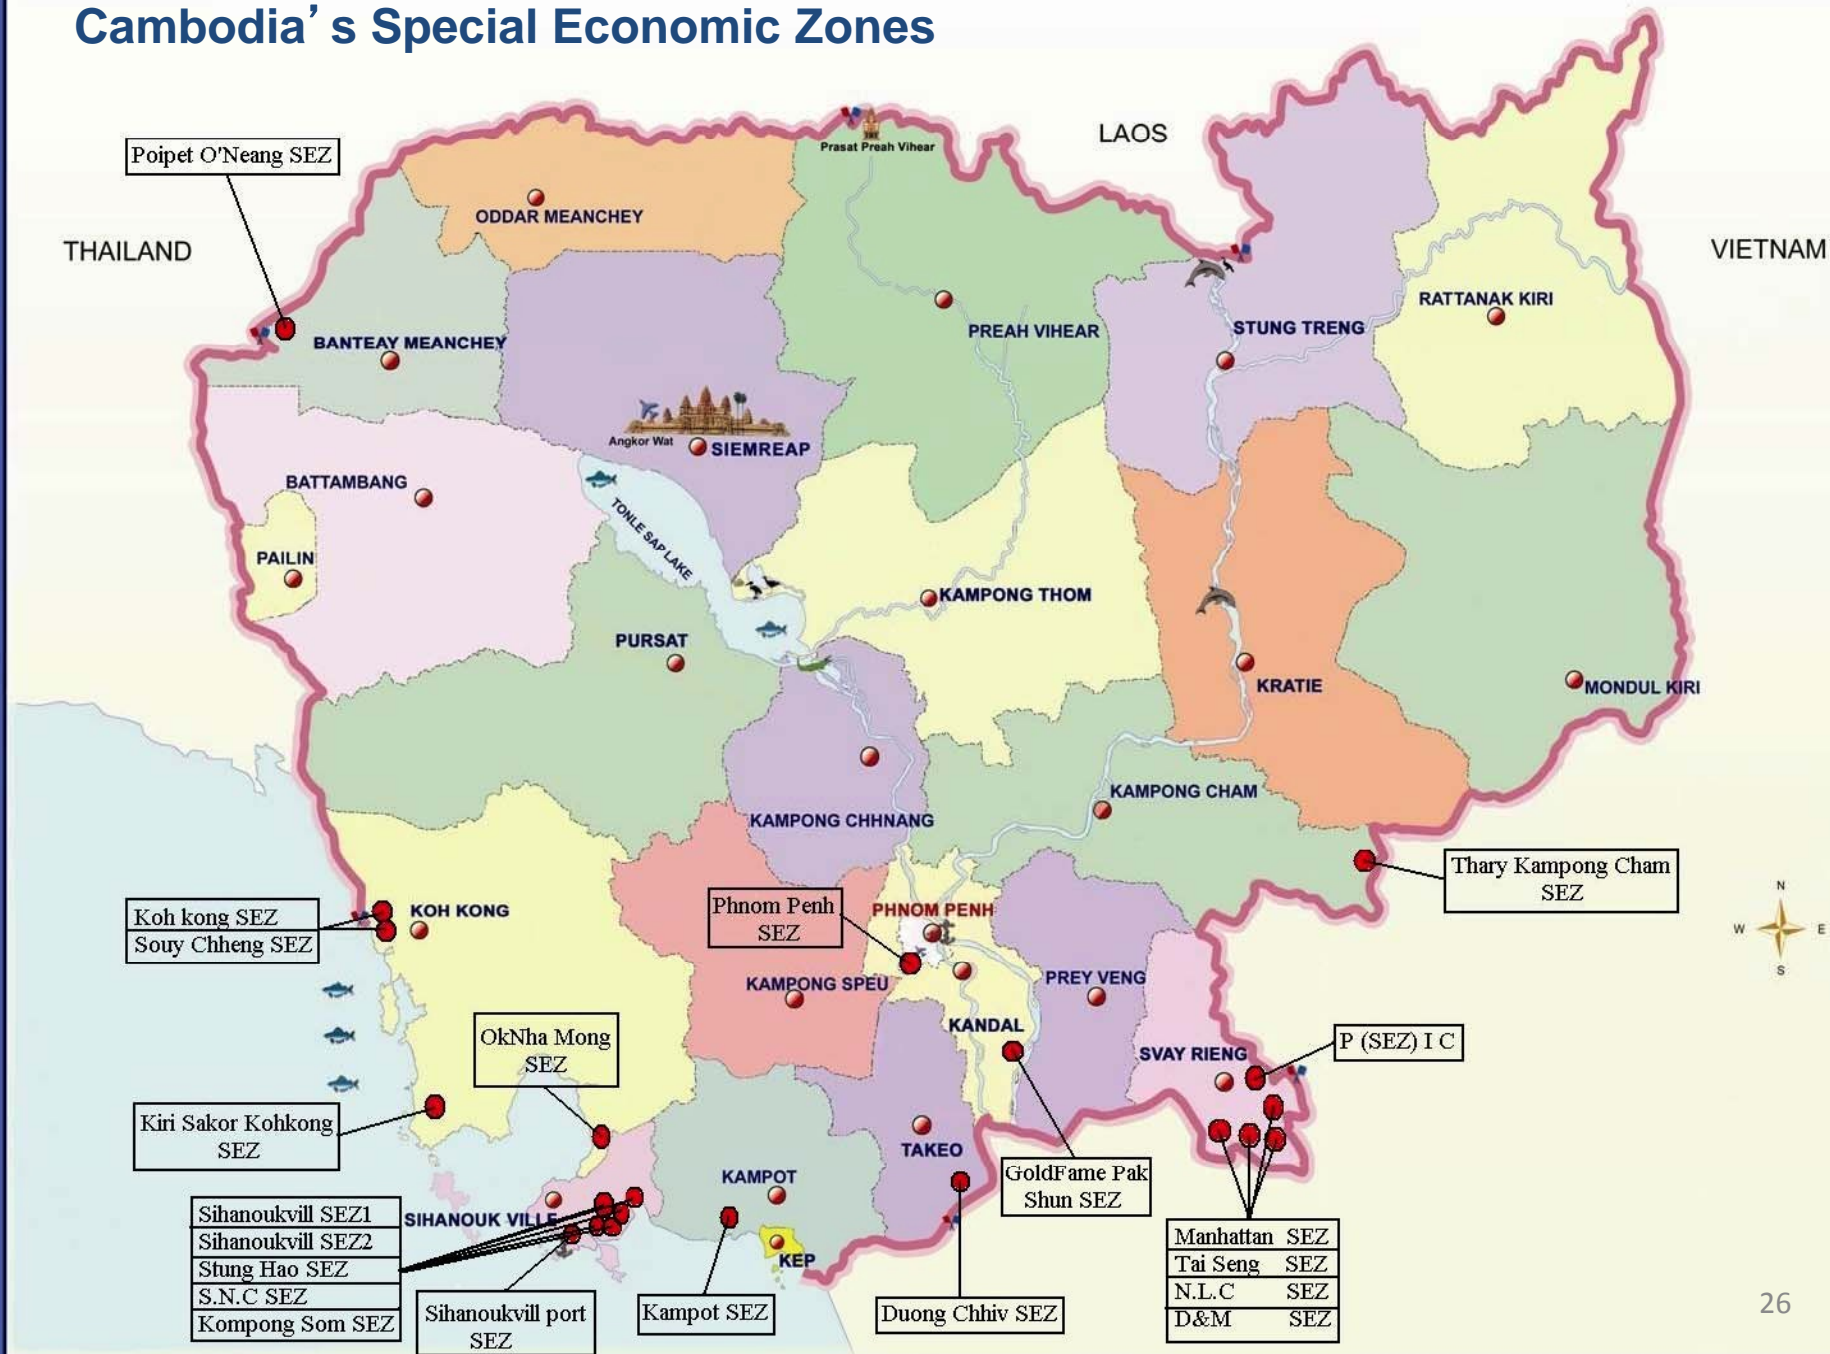 Cambodia’s Special Economic Zones
LAOS
Prasat Preah Vihear
Poipet O'Neang SEZ
ODDAR MEANCHEY
THAILAND
VIETNAM
RATTANAK KIRI
STUNG TRENG
PREAH VIHEAR
BANTEAY MEANCHEY
Angkor Wat
SIEMREAP
BATTAMBANG
TONLE SAP LAKE
PAILIN
KAMPONG THOM
PURSAT
KRATIE
MONDUL KIRI
KAMPONG CHAM
KAMPONG CHHNANG
Thary Kampong Cham
SEZ
N
W
E
S
Koh kong SEZ
Souy Chheng SEZ
KOH KONG
Phnom Penh
SEZ
PHNOM PENH
KAMPONG SPEU
PREY VENG
KANDAL
OkNha Mong
SEZ
SVAY RIENG
P (SEZ) I C
Kiri Sakor Kohkong
SEZ
TAKEO
KAMPOT
GoldFame Pak
Shun SEZ
SIHANOUK VILLE
KEP
Sihanoukvill SEZ1
Sihanoukvill SEZ2
Stung Hao SEZ
S.N.C SEZ
Kompong Som SEZ
Sihanoukvill port
SEZ
Kampot SEZ
Duong Chhiv SEZ
Manhattan SEZ
Tai Seng SEZ
N.L.C SEZ
D&M SEZ
26